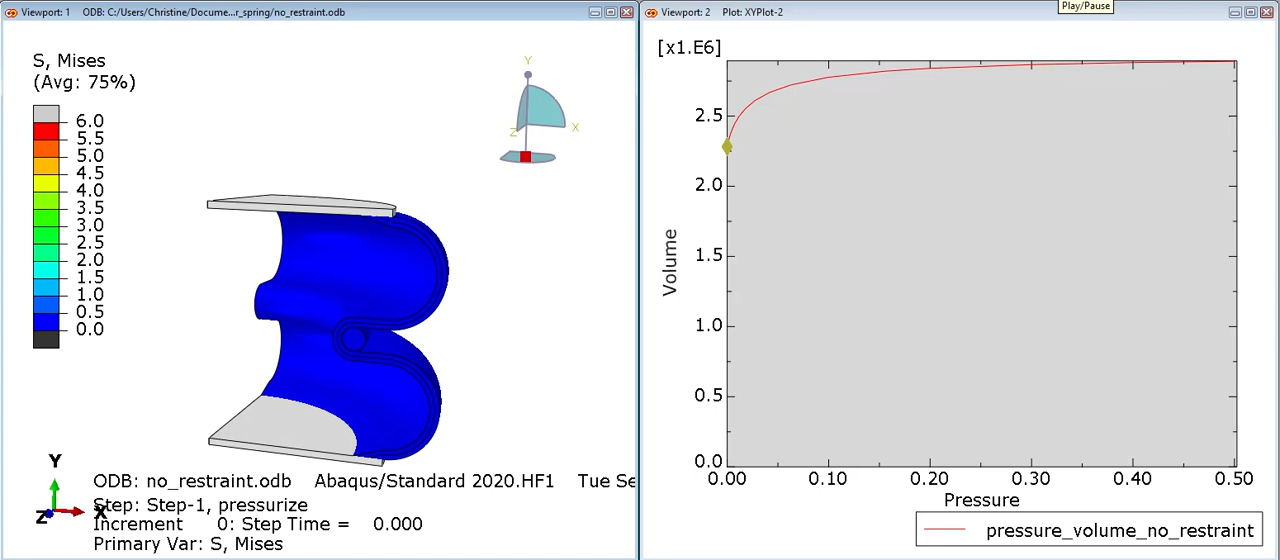 Viewport: 1 ODB: C:/Users/Christine/Docume...r_spring/no_restraint.odb
S, Mises
(Avg: 75%)
6.0
5.5
5.0
4.5
4.0
3.5
3.0
2.5
2.0
1.5
1.0
0.5
0.0
Y
X
Z
Y
X
Z
ODB: no_restraint.odb Abaqus/Standard 2020.HF1 Tue Se
Step: Step-1, pressurize
Increment 0: Step Time = 0.000
Primary Var: S, Mises
Viewport: 2 Plot: XYPlot-2
Play/Pause
[x1.E6]
2.5
2.0
1.5
1.0
0.5
0.0
Volume
0.00 0.10 0.20 0.30 0.40 0.50
Pressure
pressure_volume_no_restraint